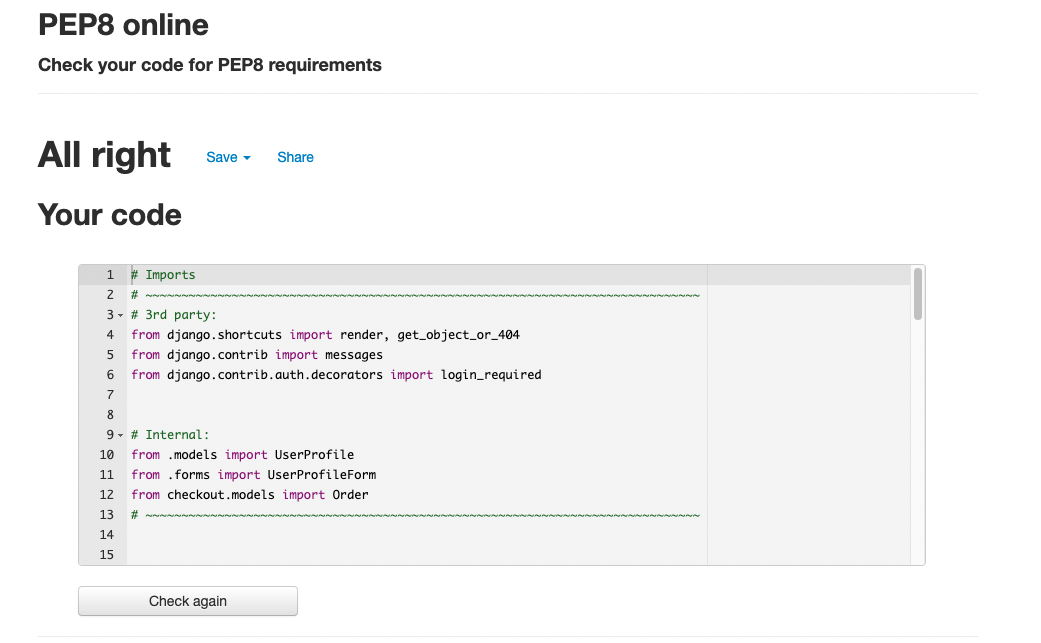 PEP8 online
Check your code for PEP8 requirements
All right Save Share
Your code
1 # Imports
2 # ~~~~~~~~~~~~~~~~~~~~~~~~~~~~~~~~~~~~~~~~~~~~~~~~~~~~~~~~~~~~~~~~~~~~~~~~~~~~~
3 # 3rd party:
4 from django.shortcuts import render, get_object_or_404
5 from django.contrib import messages
6 from django.contrib.auth.decorators import login_required
7
8
9 # Internal:
10 from .models import UserProfile
11 from .forms import UserProfileForm
12 from checkout.models import Order
13 # ~~~~~~~~~~~~~~~~~~~~~~~~~~~~~~~~~~~~~~~~~~~~~~~~~~~~~~~~~~~~~~~~~~~~~~~~~~~~~
14
15
Check again